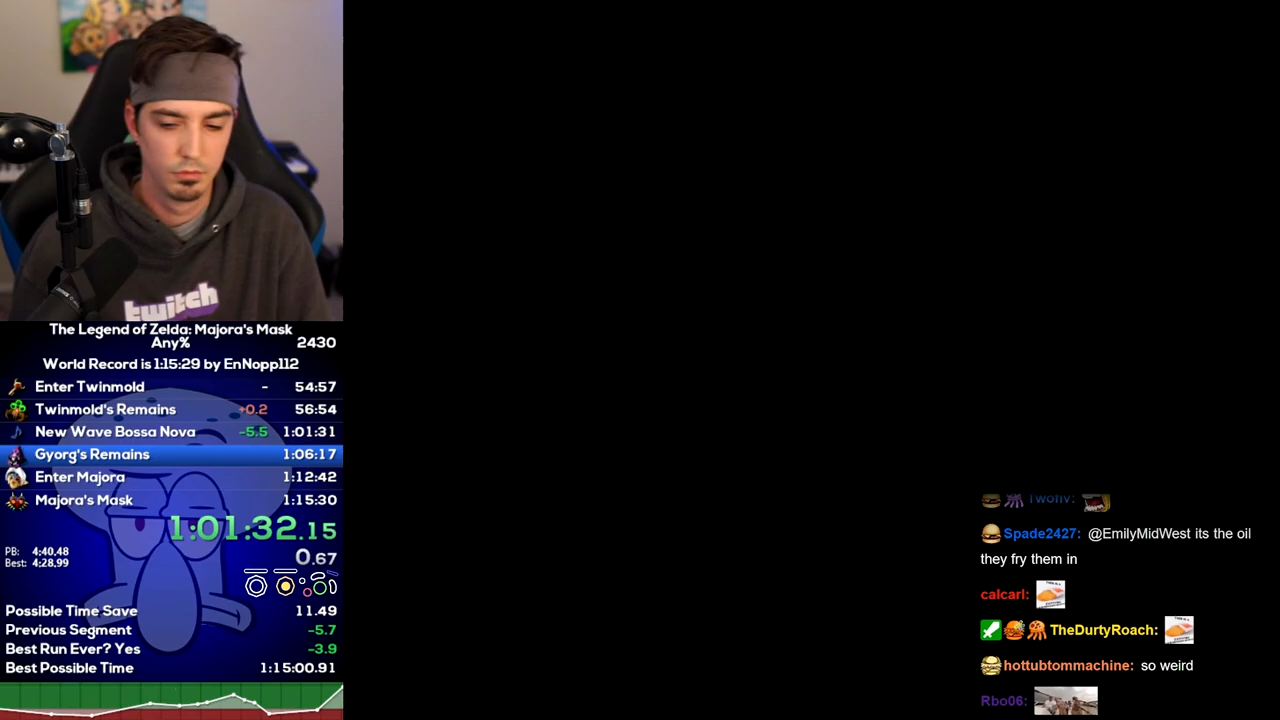 twitch
The Legend of Zelda: Majora's Mask
Any% 2430
World Record is 1:15:29 by EnNopp112
Enter Twinmold - 54:57
Twinmold's Remains +0.2 56:54
New Wave Bossa Nova -5.5 1:01:31
Gyorg's Remains 1:06:17
Enter Majora 1:12:42
Majora's Mask 1:15:30
1:01:32.15
PB: 4:40.48 0.67
Best: 4:28.99
Possible Time Save 11.49
Previous Segment -5.7
Best Run Ever? Yes -3.9
Best Possible Time 1:15:00.91
Twofiv:
Spade2427: @EmilyMidWest its the oil
they fry them in
calcarl:
TheDurtyRoach:
hottubtommachine: so weird
Rbo06: